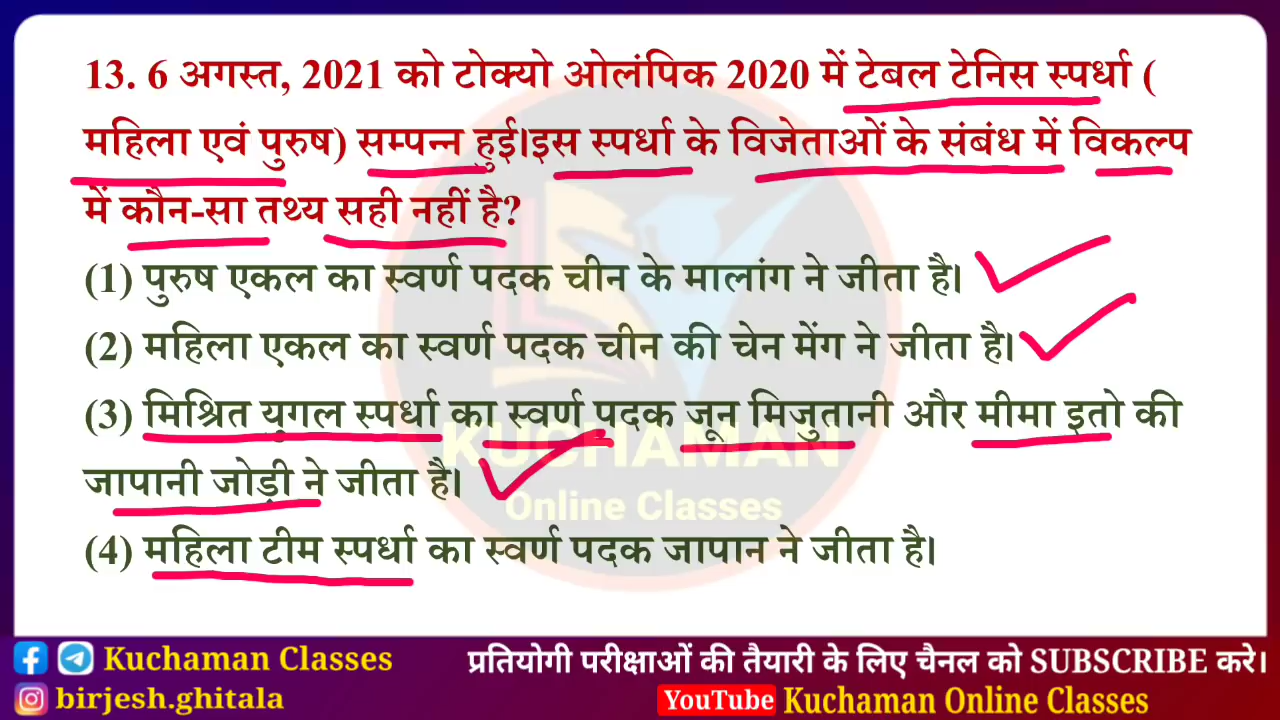 13. 6 अगस्त, 2021 को टोक्यो ओलंपिक 2020 में टेबल टेनिस स्पर्धा (
महिला एवं पुरुष) सम्पन्न हुई।इस स्पर्धा के विजेताओं के संबंध में विकल्प
में कौन-सा तथ्य सही नहीं है?
(1) पुरुष एकल का स्वर्ण पदक चीन के मालांग ने जीता है।
(2) महिला एकल का स्वर्ण पदक चीन की चेन मेंग ने जीता है।
(3) मिश्रित युगल स्पर्धा का स्वर्ण पदक जून मिजुतानी और मीमा इतो की
जापानी जोड़ी ने जीता है।
(4) महिला टीम स्पर्धा का स्वर्ण पदक जापान ने जीता है।
KUCHAMAN
Online Classes
Kuchaman Classes
प्रतियोगी परीक्षाओं की तैयारी के लिए चैनल को SUBSCRIBE करे।
birjesh.ghitala
YouTube Kuchaman Online Classes